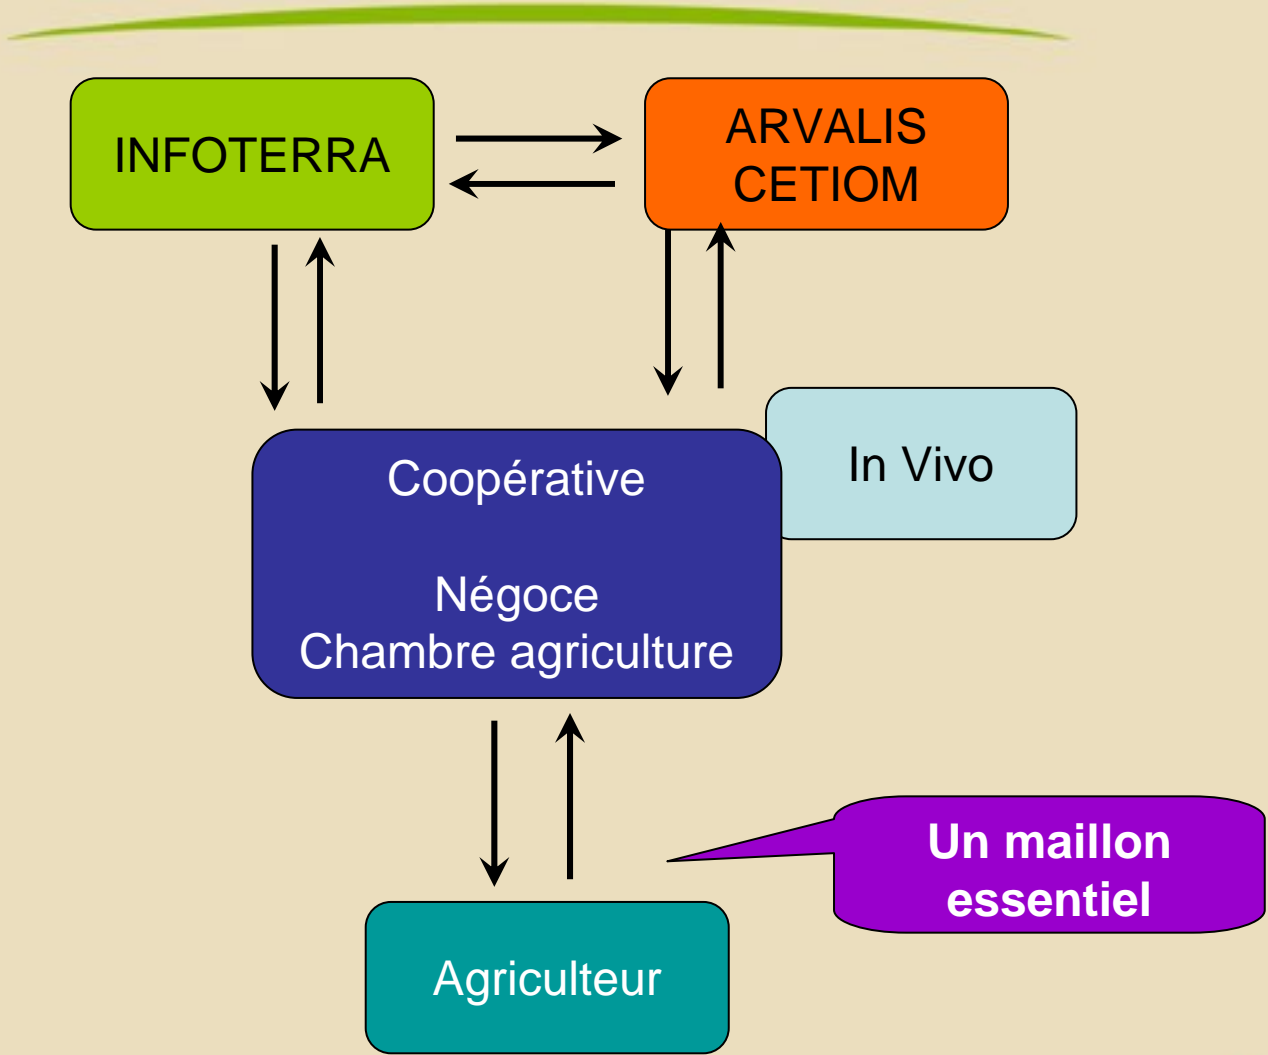 INFOTERRA
ARVALIS
CETIOM
In Vivo
Coopérative
Négoce
Chambre agriculture
Un maillon
essentiel
Agriculteur